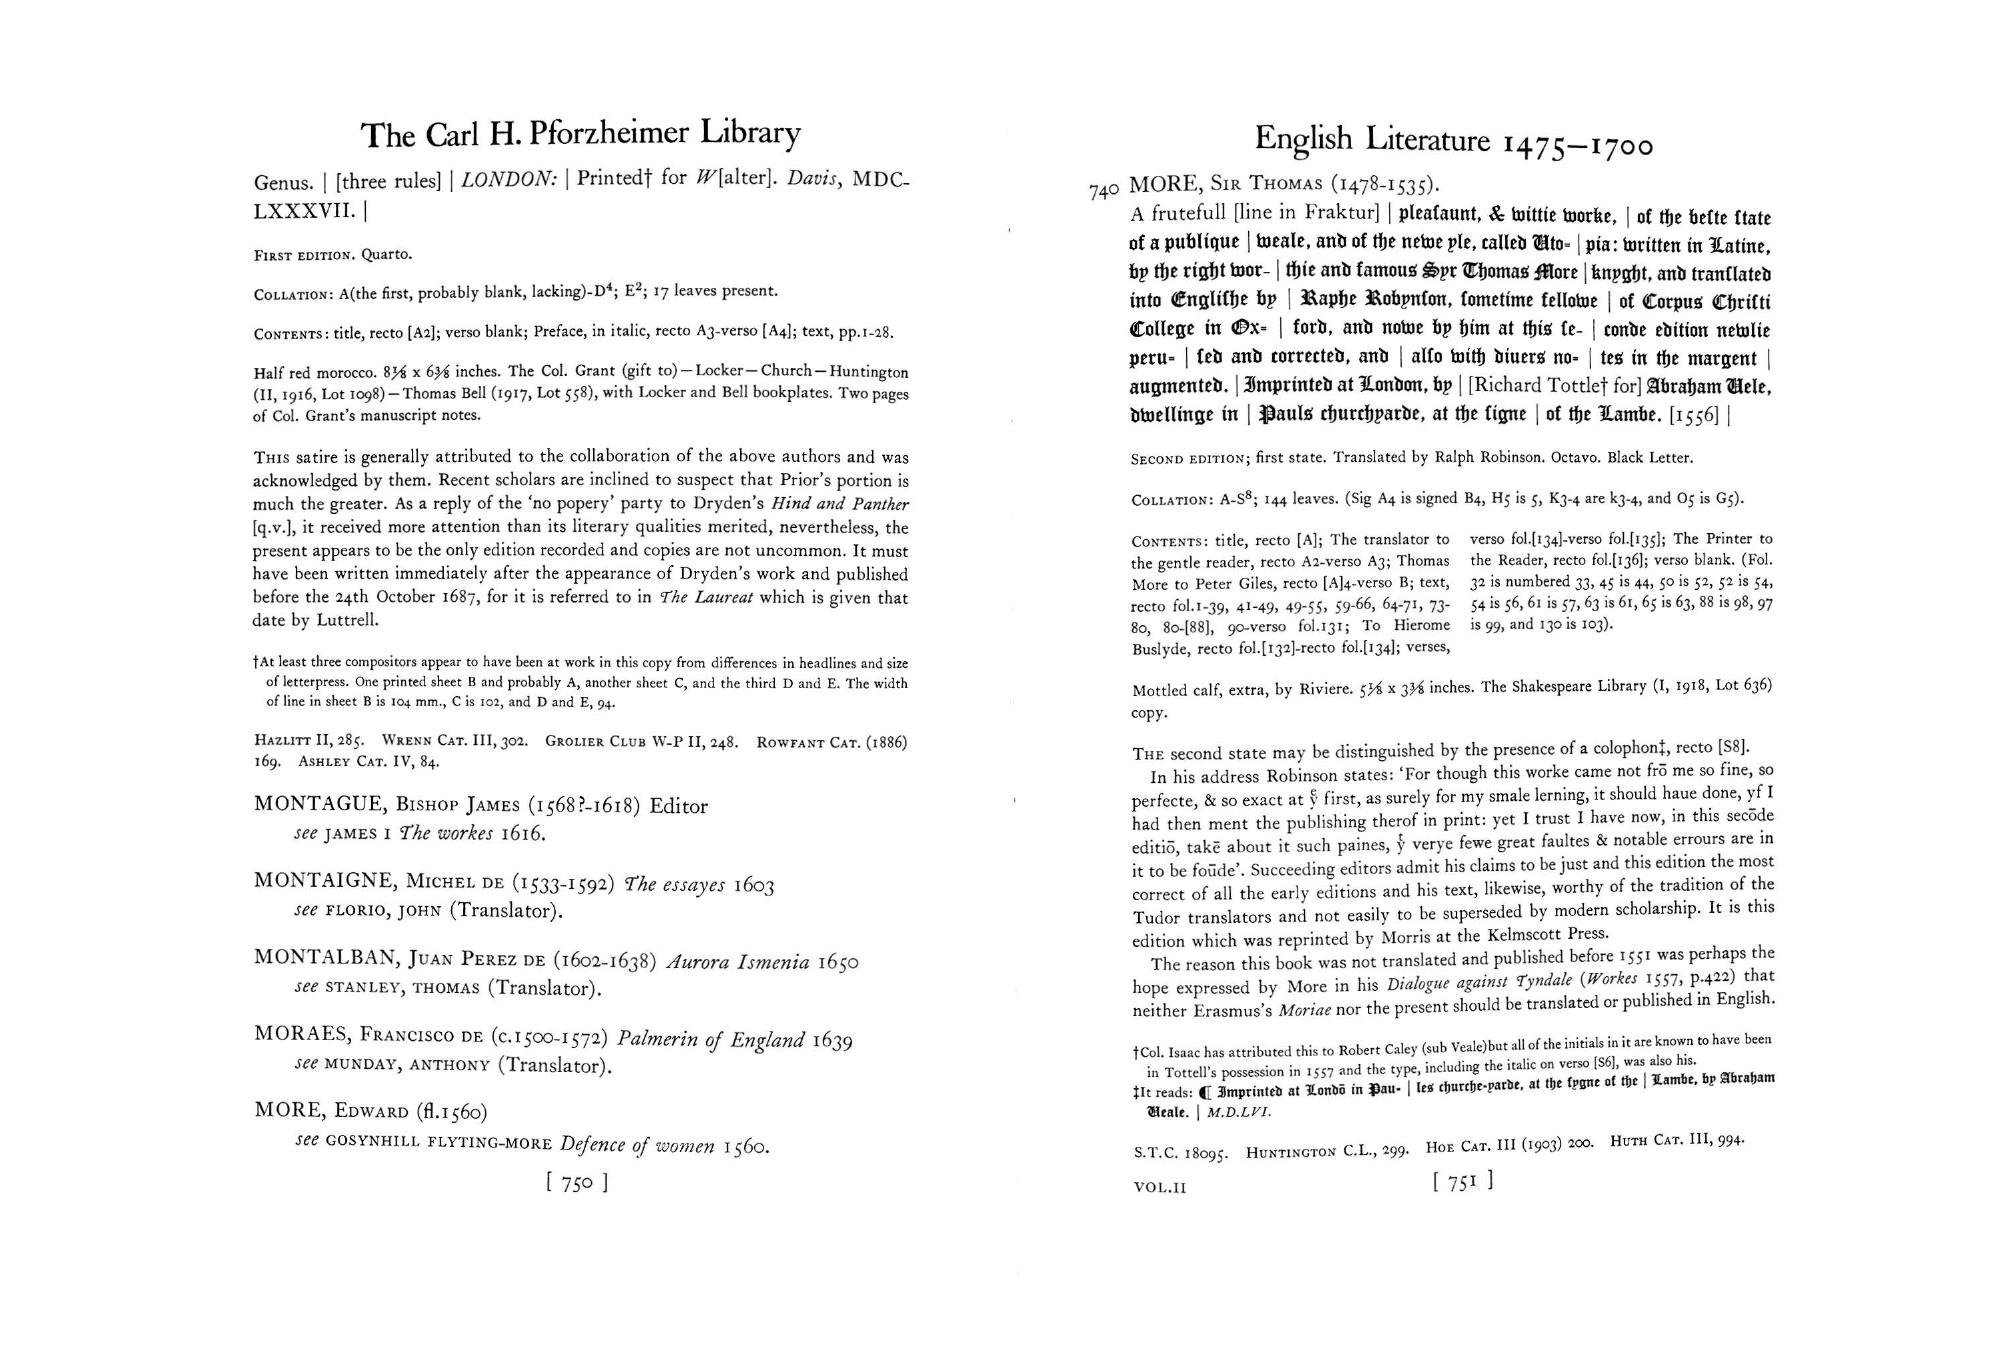 The Carl H. Pforzheimer Library
Genus. | [three rules] | LONDON: | Printed† for W[alter]. Davis, MDC-
LXXXVII. |
First edition. Quarto.
Collation: A(the first, probably blank, lacking)-D⁴; E²; 17 leaves present.
Contents: title, recto [A2]; verso blank; Preface, in italic, recto A3-verso [A4]; text, pp.1-28.
Half red morocco. 8⅛ x 6⅜ inches. The Col. Grant (gift to)—Locker—Church—Huntington
(II, 1916, Lot 1098)—Thomas Bell (1917, Lot 558), with Locker and Bell bookplates. Two pages
of Col. Grant's manuscript notes.
This satire is generally attributed to the collaboration of the above authors and was
acknowledged by them. Recent scholars are inclined to suspect that Prior's portion is
much the greater. As a reply of the 'no popery' party to Dryden's Hind and Panther
[q.v.], it received more attention than its literary qualities merited, nevertheless, the
present appears to be the only edition recorded and copies are not uncommon. It must
have been written immediately after the appearance of Dryden's work and published
before the 24th October 1687, for it is referred to in The Laureat which is given that
date by Luttrell.
†At least three compositors appear to have been at work in this copy from differences in headlines and size
of letterpress. One printed sheet B and probably A, another sheet C, and the third D and E. The width
of line in sheet B is 104 mm., C is 102, and D and E, 94.
Hazlitt II, 285. Wrenn Cat. III, 302. Grolier Club W-P II, 248. Rowfant Cat. (1886)
169. Ashley Cat. IV, 84.
MONTAGUE, Bishop James (1568?-1618) Editor
see JAMES I The workes 1616.
MONTAIGNE, Michel de (1533-1592) The essayes 1603
see FLORIO, JOHN (Translator).
MONTALBAN, Juan Perez de (1602-1638) Aurora Ismenia 1650
see STANLEY, THOMAS (Translator).
MORAES, Francisco de (c.1500-1572) Palmerin of England 1639
see MUNDAY, ANTHONY (Translator).
MORE, Edward (fl.1560)
see GOSYNHILL FLYTING-MORE Defence of women 1560.
[ 750 ]
English Literature 1475—1700
740 MORE, Sir Thomas (1478-1535).
A frutefull [line in Fraktur] | pleasaunt, & wittie worke, | of the beſte ſtate
of a publique | weale, and of the newe yle, called Uto- | pia: written in Latine,
by the right wor- | thie and famous Syr Thomas More | knyght, and tranſlated
into Engliſhe by | Raphe Robynſon, ſometime fellowe | of Corpus Chriſti
College in Ox- | ford, and nowe by him at this ſe- | conde edition newlie
peru- | ſed and corrected, and | alſo with diuers no- | tes in the margent |
augmented. | Imprinted at London, by | [Richard Tottle† for] Abraham Uele,
dwellinge in | Pauls churchyarde, at the ſigne | of the Lambe. [1556] |
Second edition; first state. Translated by Ralph Robinson. Octavo. Black Letter.
Collation: A-S⁸; 144 leaves. (Sig A4 is signed B4, H5 is 5, K3-4 are k3-4, and O5 is G5).
Contents: title, recto [A]; The translator to
the gentle reader, recto A2-verso A3; Thomas
More to Peter Giles, recto [A]4-verso B; text,
recto fol.1-39, 41-49, 49-55, 59-66, 64-71, 73-
80, 80-[88], 90-verso fol.131; To Hierome
Buslyde, recto fol.[132]-recto fol.[134]; verses,
verso fol.[134]-verso fol.[135]; The Printer to
the Reader, recto fol.[136]; verso blank. (Fol.
32 is numbered 33, 45 is 44, 50 is 52, 52 is 54,
54 is 56, 61 is 57, 63 is 61, 65 is 63, 88 is 98, 97
is 99, and 130 is 103).
Mottled calf, extra, by Riviere. 5⅛ x 3⅜ inches. The Shakespeare Library (I, 1918, Lot 636)
copy.
The second state may be distinguished by the presence of a colophon‡, recto [S8].
In his address Robinson states: 'For though this worke came not frō me so fine, so
perfecte, & so exact at yͤ first, as surely for my smale lerning, it should haue done, yf I
had then ment the publishing therof in print: yet I trust I have now, in this secōde
editiō, takē about it such paines, yͭ verye fewe great faultes & notable errours are in
it to be foūde'. Succeeding editors admit his claims to be just and this edition the most
correct of all the early editions and his text, likewise, worthy of the tradition of the
Tudor translators and not easily to be superseded by modern scholarship. It is this
edition which was reprinted by Morris at the Kelmscott Press.
The reason this book was not translated and published before 1551 was perhaps the
hope expressed by More in his Dialogue against Tyndale (Workes 1557, p.422) that
neither Erasmus's Moriae nor the present should be translated or published in English.
†Col. Isaac has attributed this to Robert Caley (sub Veale)but all of the initials in it are known to have been
in Tottell's possession in 1557 and the type, including the italic on verso [S6], was also his.
‡It reads: ¶ Imprinted at Londō in Pau- | les churche-yarde, at the ſygne of the | Lambe, by Abraham
Ueale. | M.D.LVI.
S.T.C. 18095. Huntington C.L., 299. Hoe Cat. III (1903) 200. Huth Cat. III, 994.
VOL.II
[ 751 ]